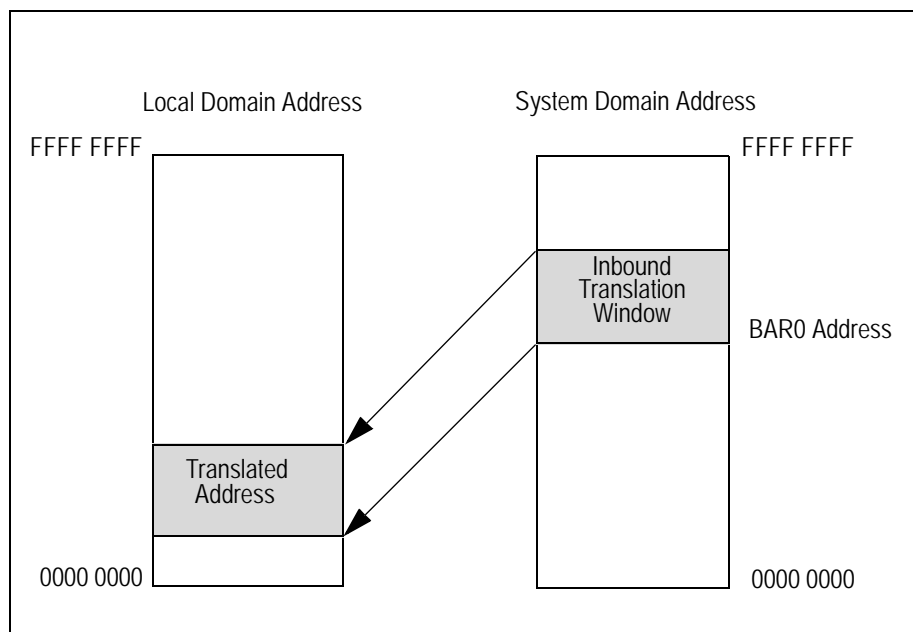 Local Domain Address
System Domain Address
FFFF FFFF
FFFF FFFF
Inbound
Translation
Window
BAR0 Address
Translated
Address
0000 0000
0000 0000